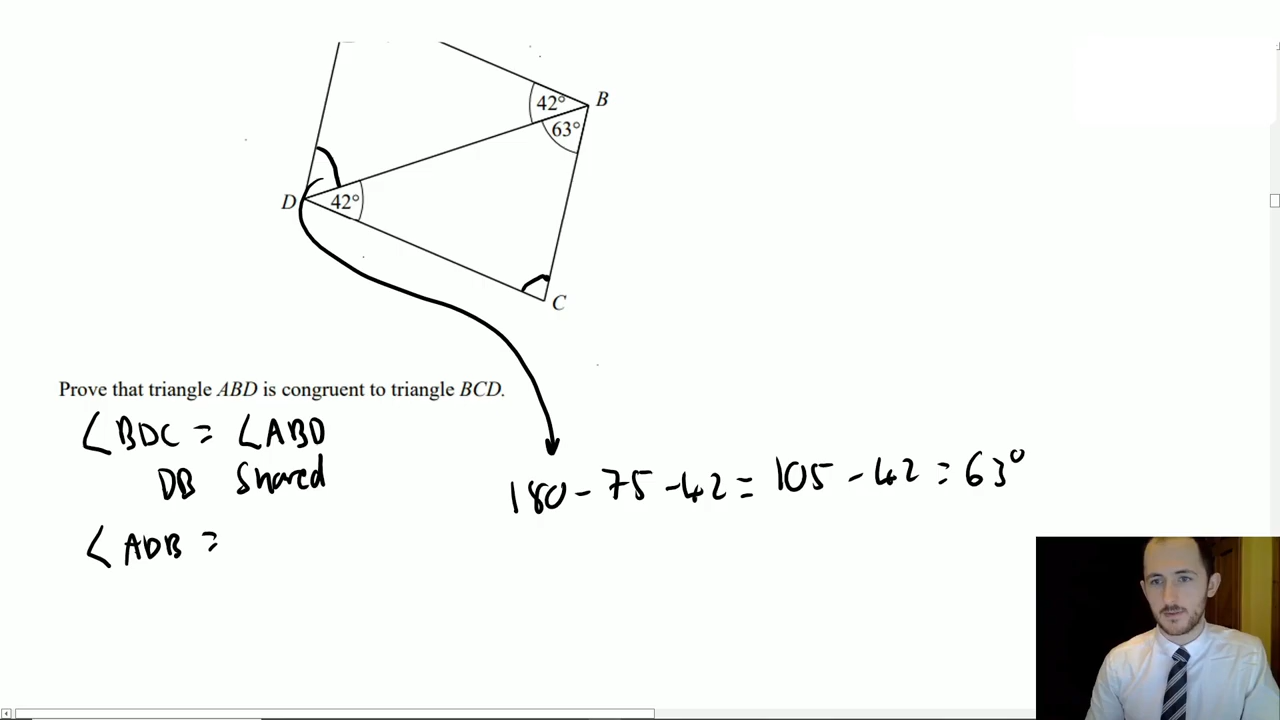 42° B
63°
D 42°
C
Prove that triangle ABD is congruent to triangle BCD.
∠BDC = ∠ABD
DB Shared
180 - 75 - 42 = 105 - 42 = 63°
∠ADB =